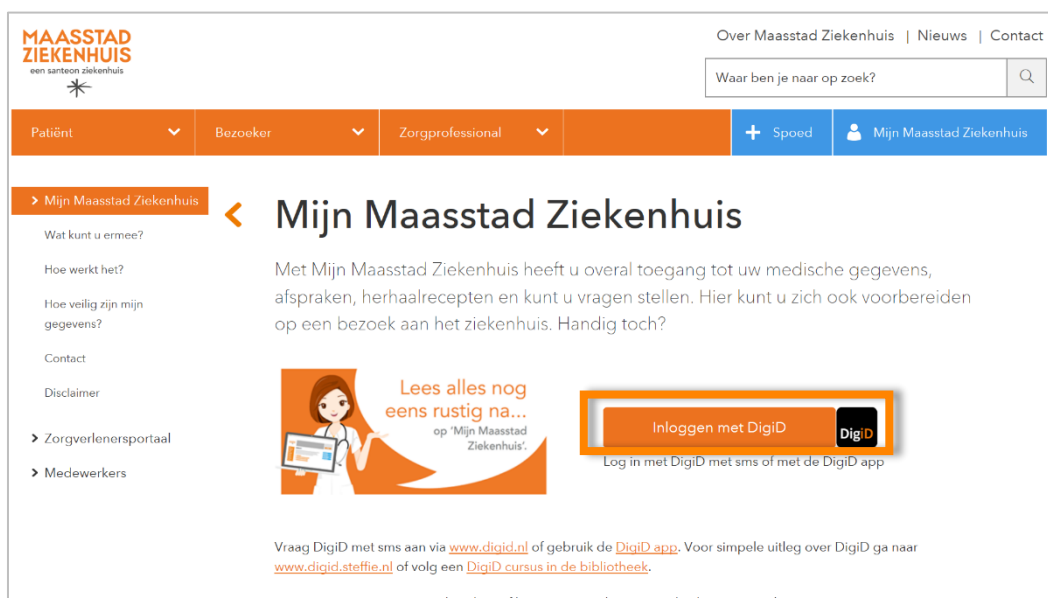 MAASSTAD
ZIEKENHUIS
een santeon ziekenhuis
Over Maasstad Ziekenhuis | Nieuws | Contact
Waar ben je naar op zoek?
Patiënt
Bezoeker
Zorgprofessional
Spoed
Mijn Maasstad Ziekenhuis
Mijn Maasstad Ziekenhuis
Wat kunt u ermee?
Hoe werkt het?
Hoe veilig zijn mijn
gegevens?
Contact
Disclaimer
Zorgverlenersportaal
Medewerkers
Mijn Maasstad Ziekenhuis
Met Mijn Maasstad Ziekenhuis heeft u overal toegang tot uw medische gegevens,
afspraken, herhaalrecepten en kunt u vragen stellen. Hier kunt u zich ook voorbereiden
op een bezoek aan het ziekenhuis. Handig toch?
Lees alles nog
eens rustig na...
op 'Mijn Maasstad
Ziekenhuis'.
Inloggen met DigiD
DigiD
Log in met DigiD met sms of met de DigiD app
Vraag DigiD met sms aan via www.digid.nl of gebruik de DigiD app. Voor simpele uitleg over DigiD ga naar
www.digid.steffie.nl of volg een DigiD cursus in de bibliotheek.